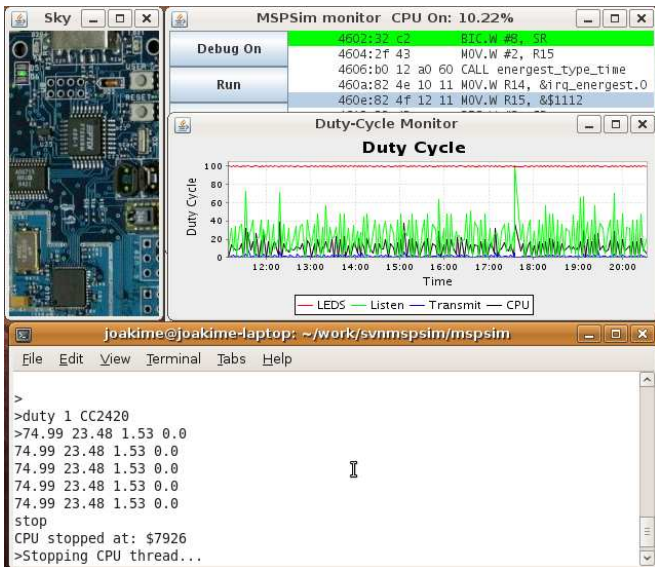 Sky
MSPSim monitor CPU On: 10.22%
Debug On
Run
4602:32 c2 BIC.W #8, SR
4604:2f 43 MOV.W #2, R15
4606:b0 12 a0 60 CALL energest_type_time
460a:82 4e 10 11 MOV.W R14, &irq_energest.0
460e:82 4f 12 11 MOV.W R15, &$1112
Duty-Cycle Monitor
Duty Cycle
Duty Cycle
100
80
60
40
20
0
12:00 13:00 14:00 15:00 16:00 17:00 18:00 19:00 20:00
Time
LEDS Listen Transmit CPU
joakime@joakime-laptop: ~/work/svnmspsim/mspsim
File Edit View Terminal Tabs Help
>
>duty 1 CC2420
>74.99 23.48 1.53 0.0
74.99 23.48 1.53 0.0
74.99 23.48 1.53 0.0
74.99 23.48 1.53 0.0
74.99 23.48 1.53 0.0
stop
CPU stopped at: $7926
>Stopping CPU thread...